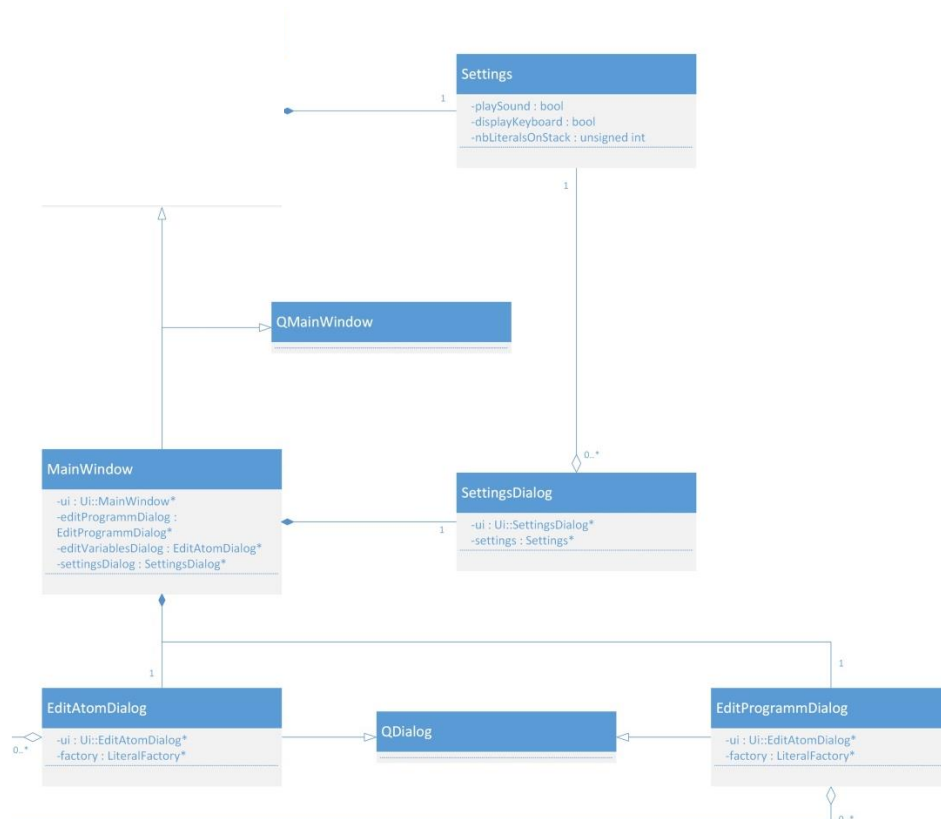 Settings
1
-playSound : bool
-displayKeyboard : bool
-nbLiteralsOnStack : unsigned int
1
QMainWindow
MainWindow
-ui : Ui::MainWindow*
-editProgrammDialog :
EditProgrammDialog*
-editVariablesDialog : EditAtomDialog*
-settingsDialog : SettingsDialog*
0..*
SettingsDialog
-ui : Ui::SettingsDialog*
-settings : Settings*
1
1
1
EditAtomDialog
-ui : Ui::EditAtomDialog*
-factory : LiteralFactory*
0..*
QDialog
EditProgrammDialog
-ui : Ui::EditAtomDialog*
-factory : LiteralFactory*
0..*